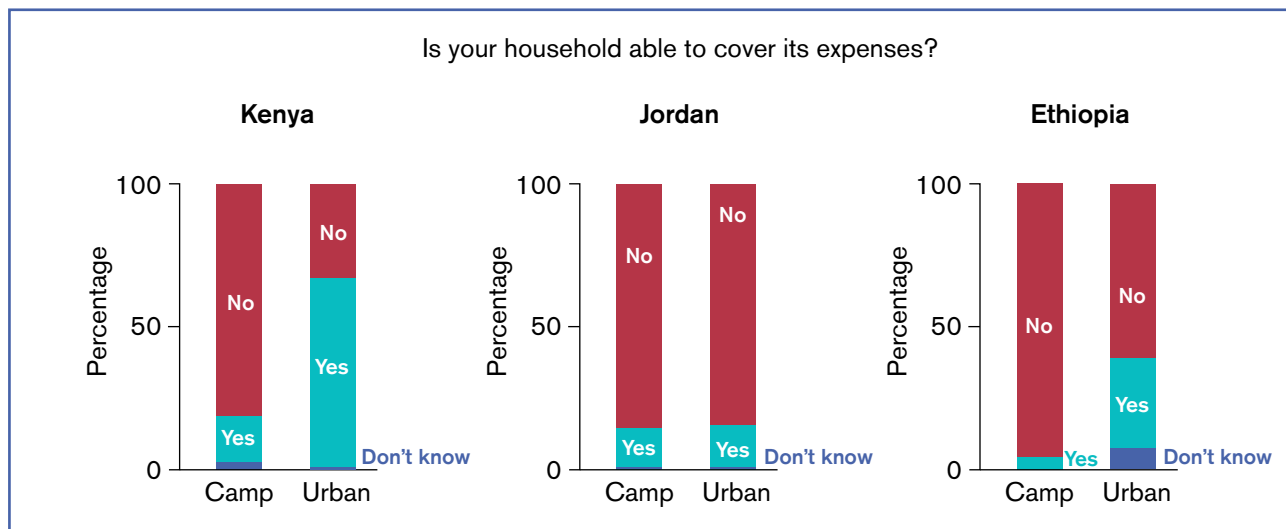 Is your household able to cover its expenses?
Kenya
Percentage
100
50
0
No
Yes
No
Yes
Don't know
Camp
Urban
Jordan
Percentage
100
50
0
No
Yes
No
Yes
Don't know
Camp
Urban
Ethiopia
Percentage
100
50
0
No
Yes
No
Yes
Don't know
Camp
Urban